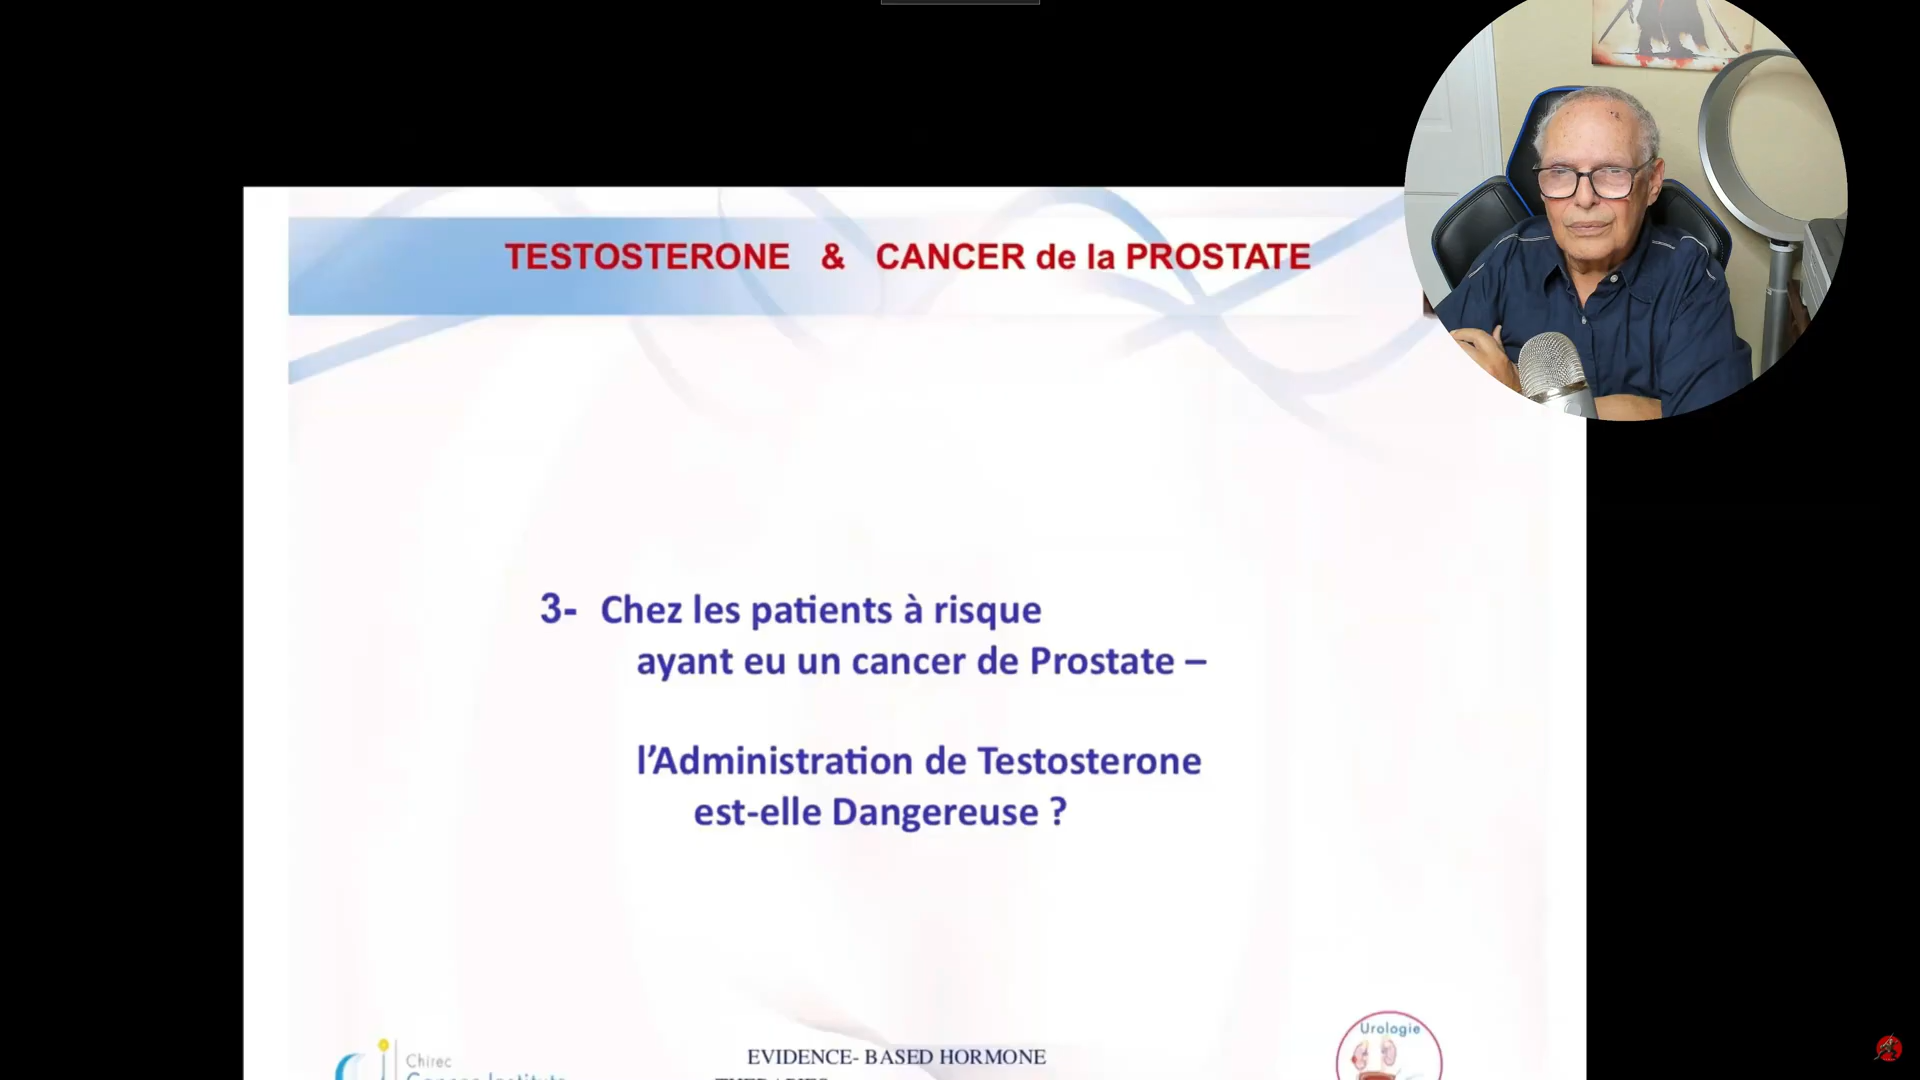 TESTOSTERONE & CANCER de la PROSTATE
3- Chez les patients à risque
ayant eu un cancer de Prostate –
l'Administration de Testosterone
est-elle Dangereuse ?
Chirec
EVIDENCE- BASED HORMONE
Urologie